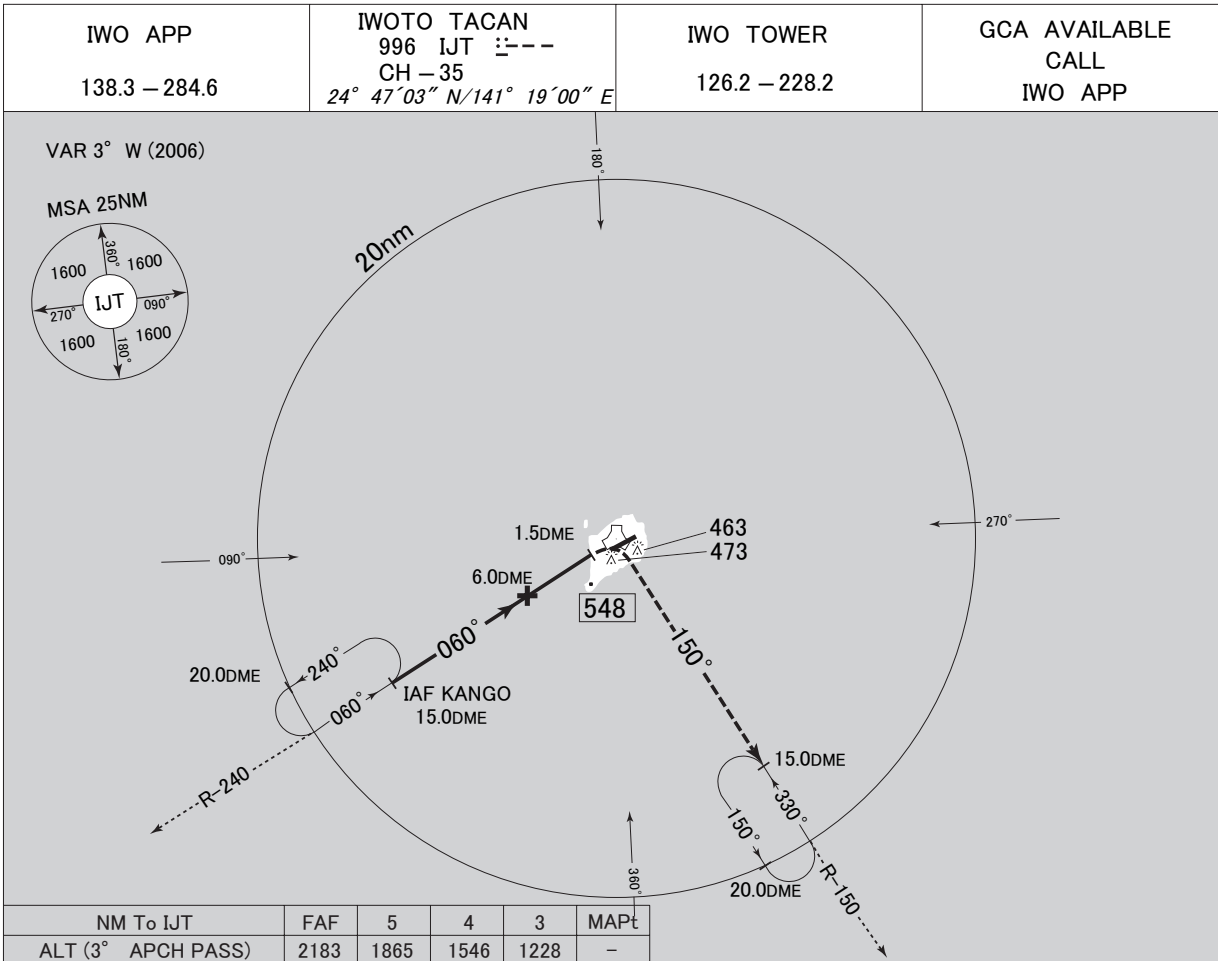 IWO APP
138.3 − 284.6
IWOTO TACAN
996 IJT
CH − 35
24° 47′03″ N/141° 19′00″ E
IWO TOWER
126.2 − 228.2
GCA AVAILABLE
CALL
IWO APP
VAR 3° W (2006)
MSA 25NM
360°
1600
1600
IJT
270°
090°
1600
1600
180°
180°
20nm
270°
090°
1.5DME
463
473
6.0DME
548
060°
150°
20.0DME
240°
060°
IAF KANGO
15.0DME
R-240
15.0DME
330°
150°
360°
20.0DME
R-150
NM To IJT FAF 5 4 3 MAPt
ALT (3° APCH PASS) 2183 1865 1546 1228 −